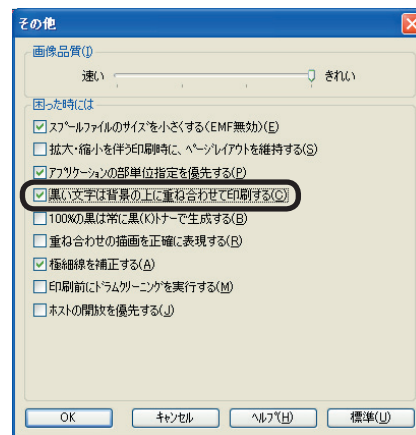 その他
画像品質(I)
速い きれい
困った時には
スプールファイルのサイズを小さくする(EMF無効)(E)
拡大・縮小を伴う印刷時に、ページレイアウトを維持する(S)
アプリケーションの部単位指定を優先する(P)
黒い文字は背景の上に重ね合わせて印刷する(C)
100%の黒は常に黒(K)トナーで生成する(B)
重ね合わせの描画を正確に表現する(R)
極細線を補正する(A)
印刷前にドラムクリーニングを実行する(M)
ホストの開放を優先する(J)
OK キャンセル ヘルプ(H) 標準(U)